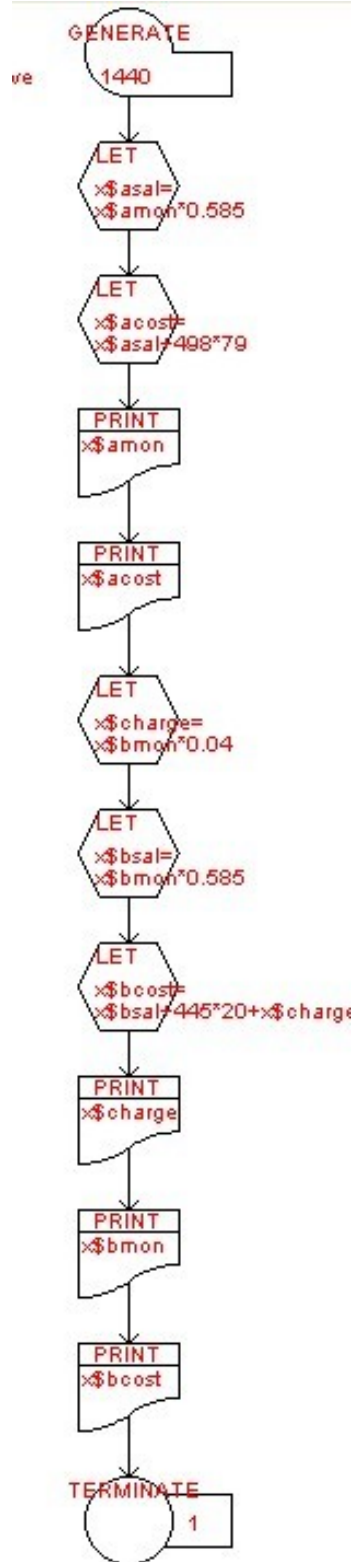 GENERATE
ve
1440
LET
x$asal=
x$amon*0.585
LET
x$acost=
x$asal+498*79
PRINT
x$amon
PRINT
x$acost
LET
x$charge=
x$bmon*0.04
LET
x$bsal=
x$bmon*0.585
LET
x$bcost=
x$bsal+445*20+x$charge
PRINT
x$charge
PRINT
x$bmon
PRINT
x$bcost
TERMINATE
1